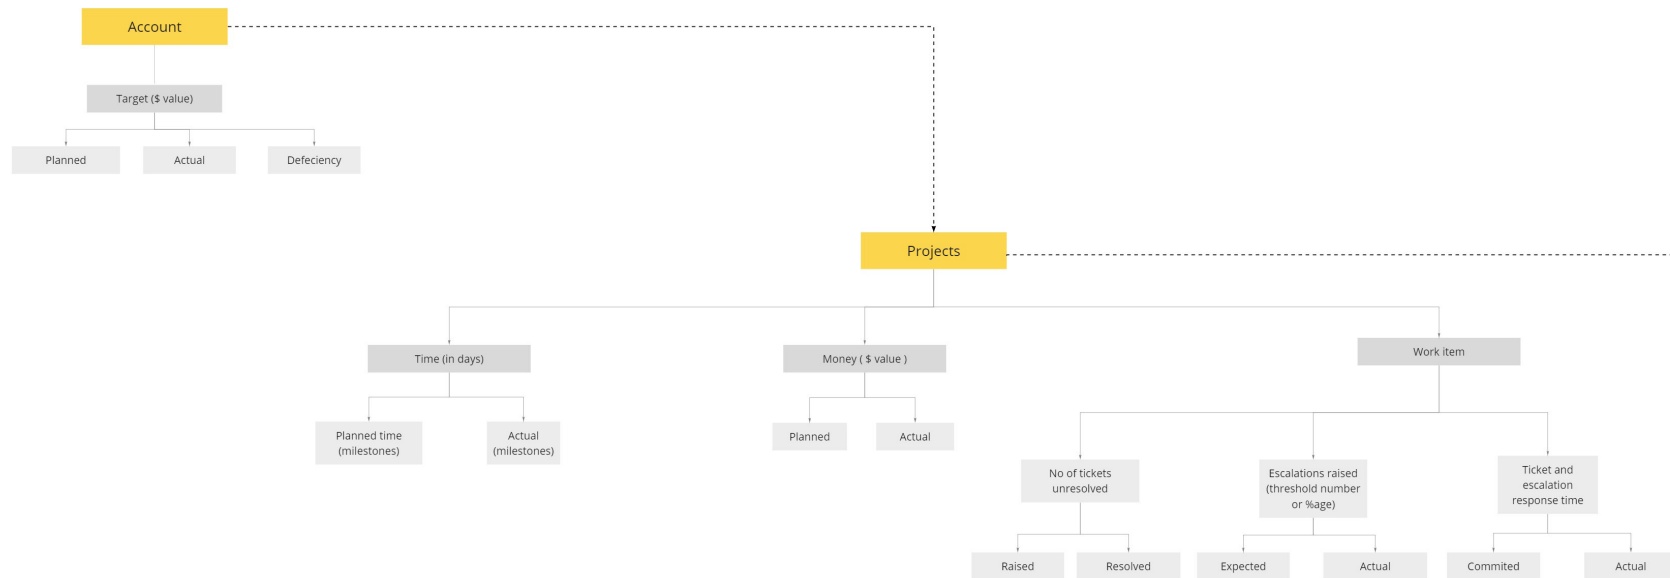 Account
Target ($ value)
Planned
Actual
Defeciency
Projects
Time (in days)
Money ( $ value )
Work item
Planned time
(milestones)
Actual
(milestones)
Planned
Actual
No of tickets
unresolved
Escalations raised
(threshold number
or %age)
Ticket and
escalation
response time
Raised
Resolved
Expected
Actual
Commited
Actual